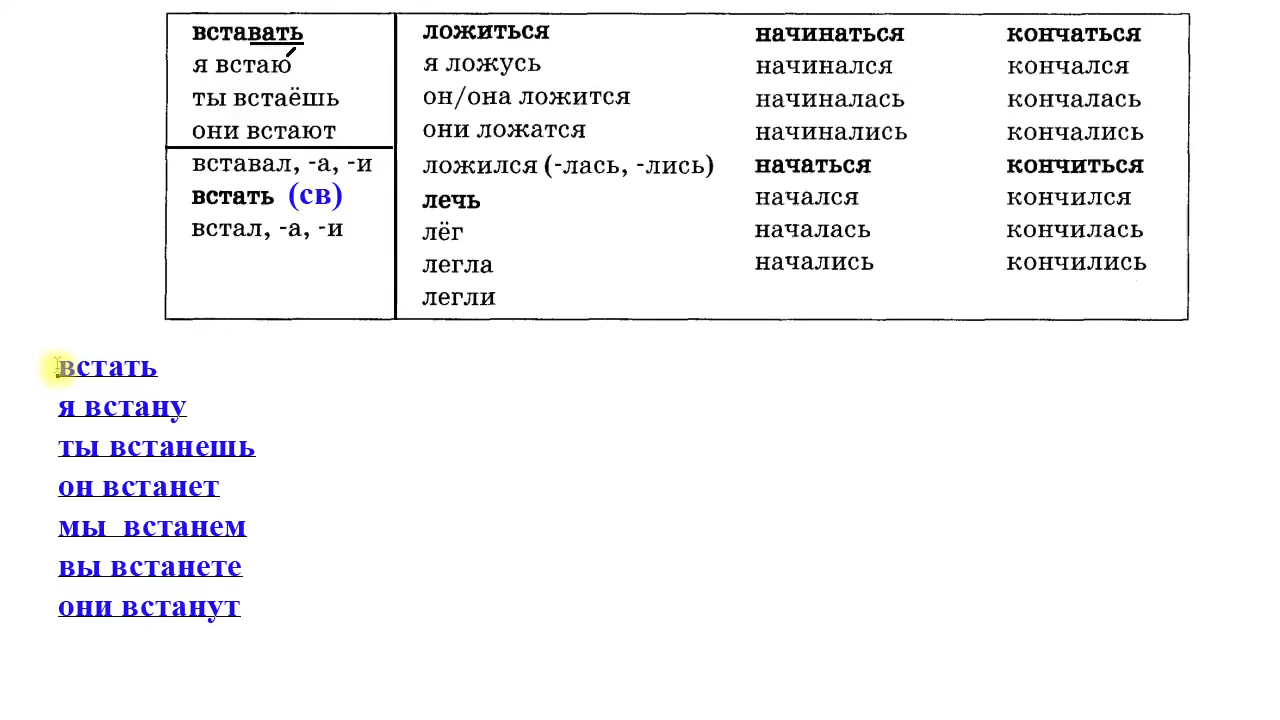 вставать
я встаю
ты встаёшь
они встают
вставал, -а, -и
встать (св)
встал, -а, -и
ложиться
я ложусь
он/она ложится
они ложатся
ложился (-лась, -лись)
лечь
лёг
легла
легли
начинаться
начинался
начиналась
начинались
начаться
начался
началась
начались
кончаться
кончался
кончалась
кончались
кончиться
кончился
кончилась
кончились
встать
я встану
ты встанешь
он встанет
мы встанем
вы встанете
они встанут